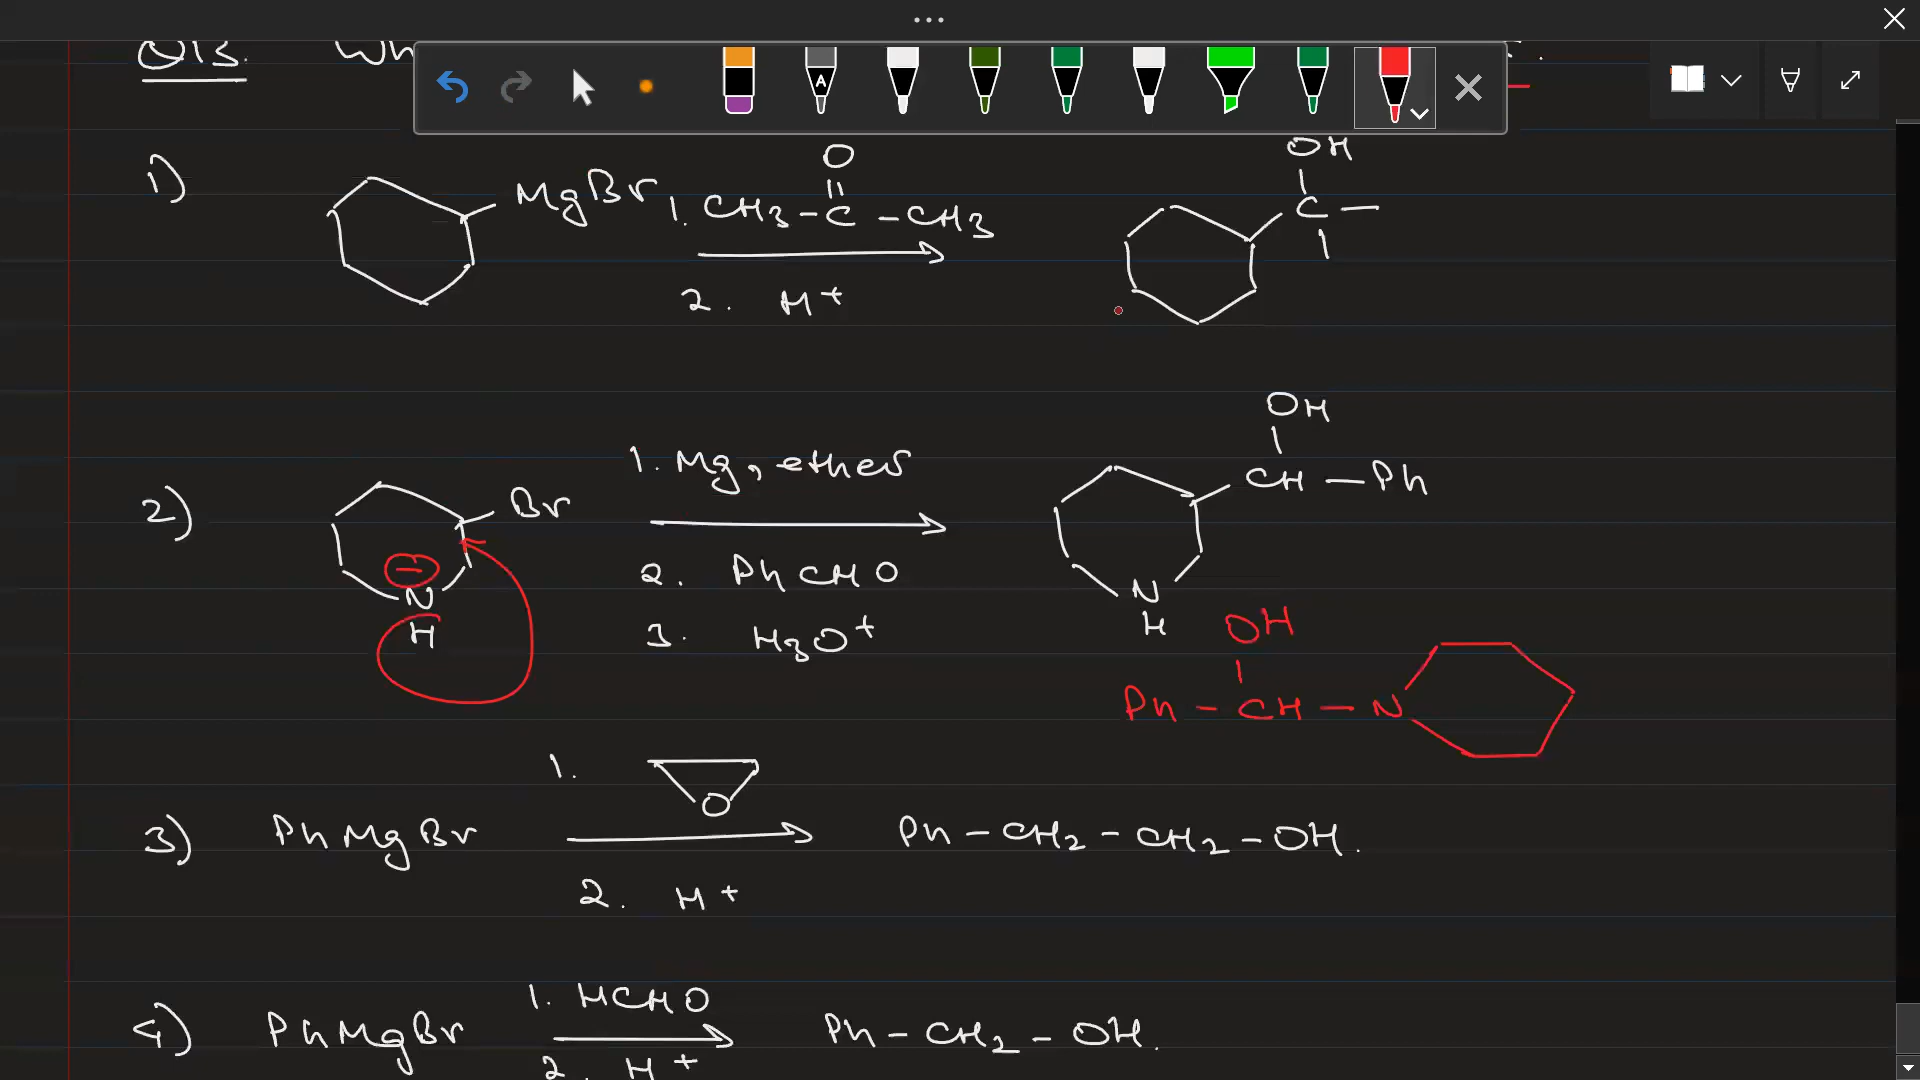 Q13. Wh
1) MgBr 1. CH3-C-CH3 OH
O C
2. H+
2) Br 1. Mg, ether OH
CH-Ph
N
H 2. PhCHO N
H
3. H3O+ OH
Ph-CH-N
3) PhMgBr 1. O Ph-CH2-CH2-OH.
2. H+
4) PhMgBr 1. HCHO Ph-CH2-OH.
2. H+